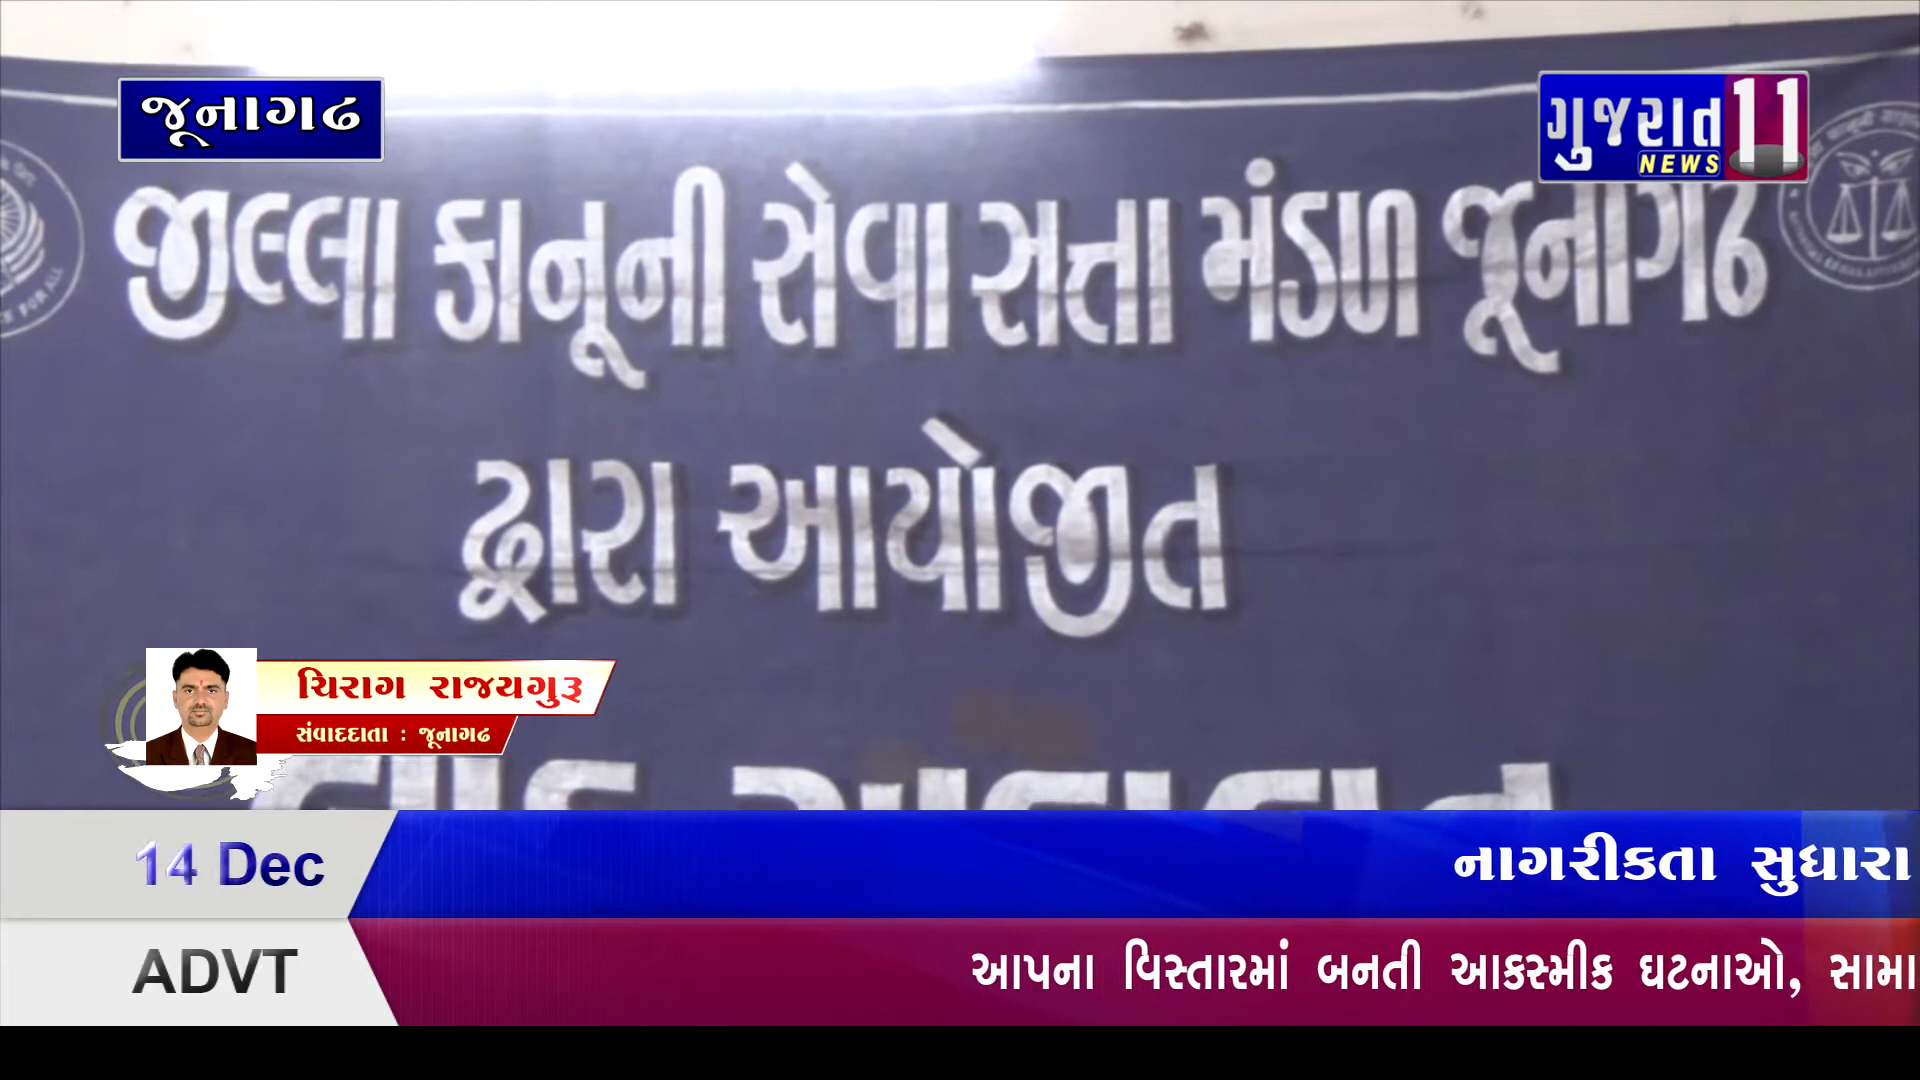 જૂનાગઢ
ગુજરાત 11
NEWS
જીલ્લા કાનૂની સેવા સત્તા મંડળ જૂનાગઢ
દ્વારા આયોજીત
ચિરાગ રાજયગુરૂ
સંવાદદાતા : જૂનાગઢ
14 Dec
નાગરીકતા સુધારા
ADVT
આપના વિસ્તારમાં બનતી આકસ્મીક ઘટનાઓ, સામા